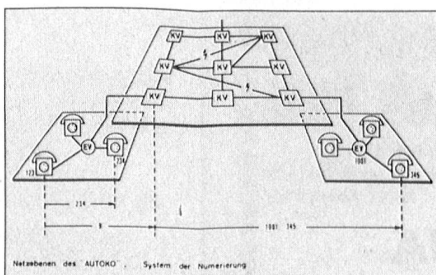 KV KV KV
KV KV KV
KV KV KV
EV
123
234
EV
1001
345
234
1001 345
Netzebenen des "AUTOKO", System der Numerierung